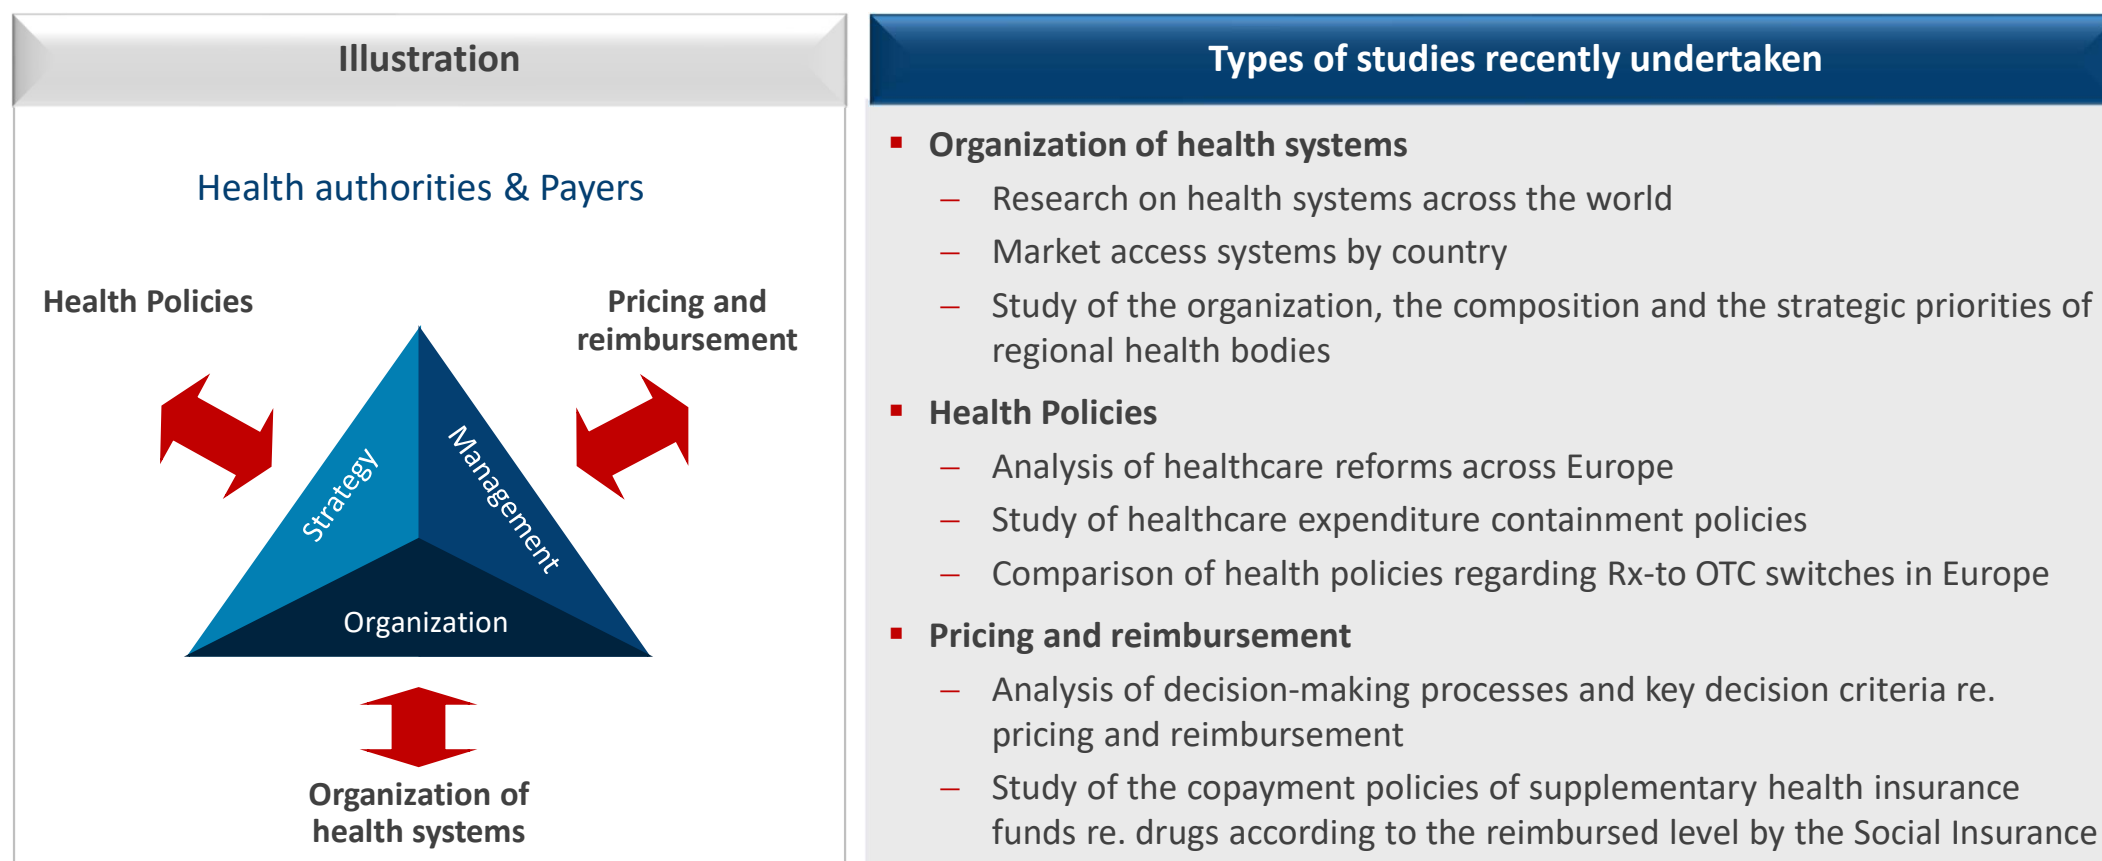 Illustration
Health authorities & Payers
Health Policies
Pricing and
reimbursement
Strategy
Management
Organization
Organization of
health systems
Types of studies recently undertaken
▪ Organization of health systems
– Research on health systems across the world
– Market access systems by country
– Study of the organization, the composition and the strategic priorities of
regional health bodies
▪ Health Policies
– Analysis of healthcare reforms across Europe
– Study of healthcare expenditure containment policies
– Comparison of health policies regarding Rx-to OTC switches in Europe
▪ Pricing and reimbursement
– Analysis of decision-making processes and key decision criteria re.
pricing and reimbursement
– Study of the copayment policies of supplementary health insurance
funds re. drugs according to the reimbursed level by the Social Insurance